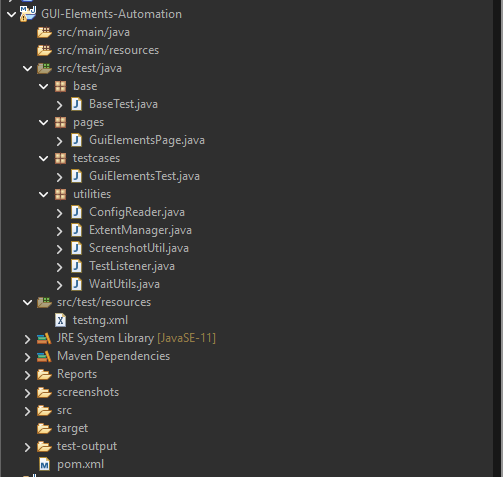 GUI-Elements-Automation
src/main/java
src/main/resources
src/test/java
base
BaseTest.java
pages
GuiElementsPage.java
testcases
GuiElementsTest.java
utilities
ConfigReader.java
ExtentManager.java
ScreenshotUtil.java
TestListener.java
WaitUtils.java
src/test/resources
testng.xml
JRE System Library [JavaSE-11]
Maven Dependencies
Reports
screenshots
src
target
test-output
pom.xml